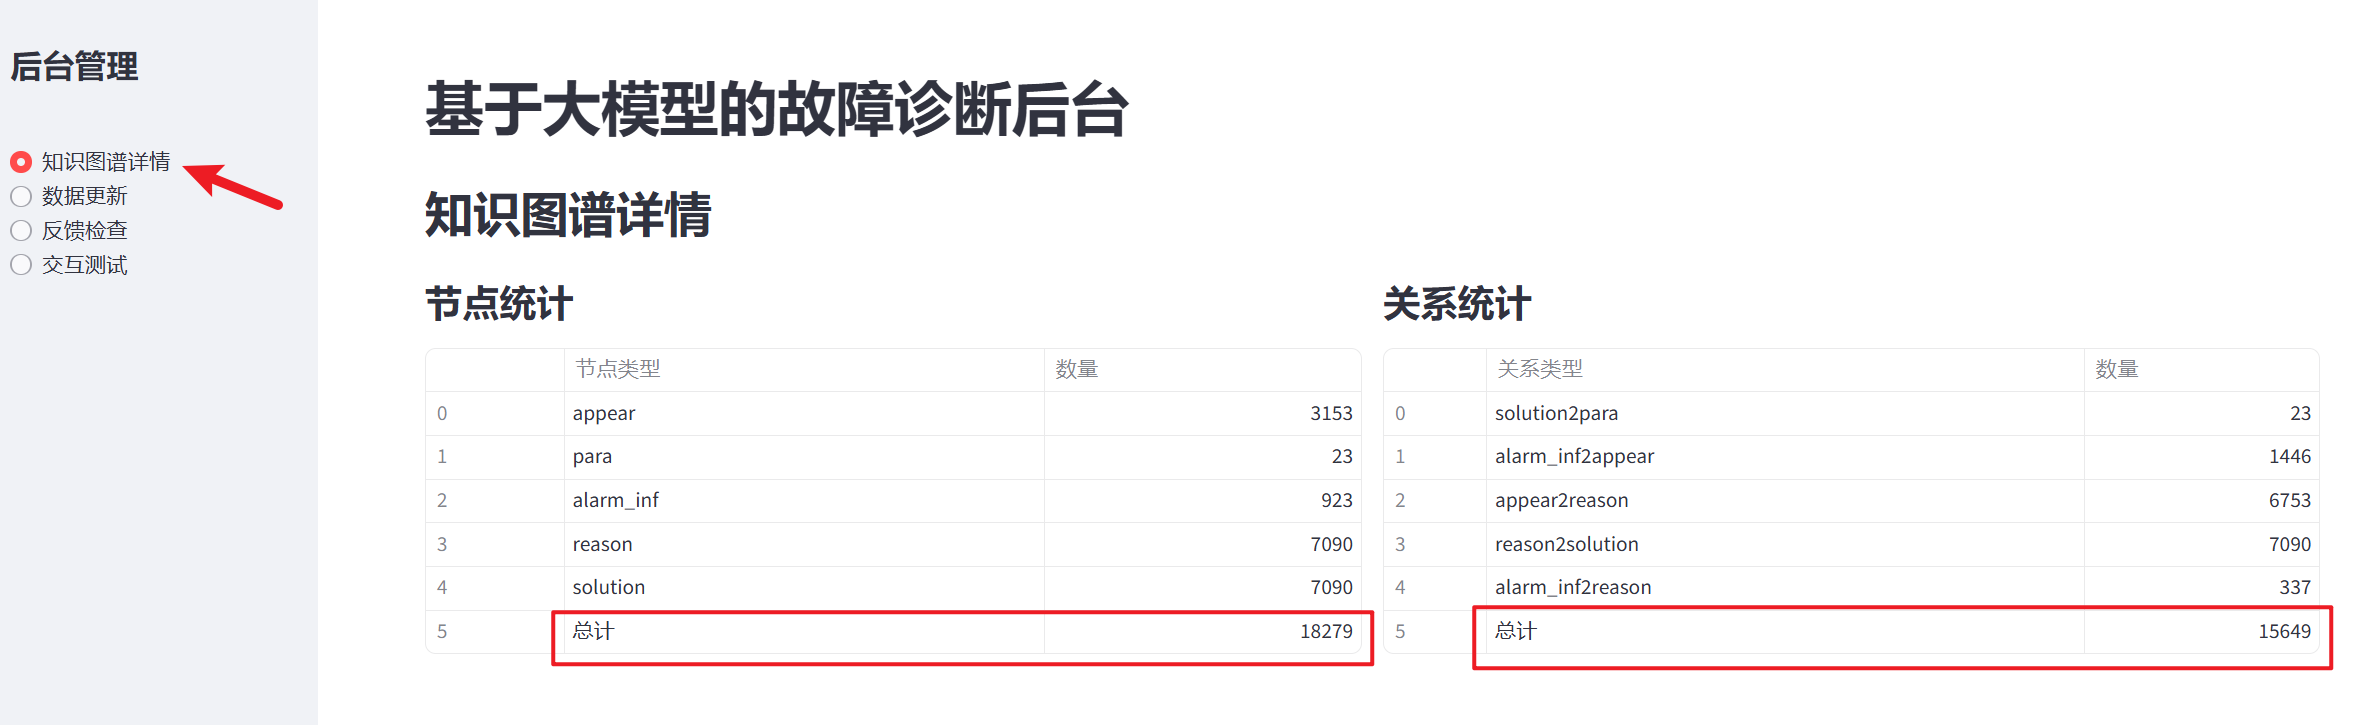 后台管理
知识图谱详情
数据更新
反馈检查
交互测试
基于大模型的故障诊断后台
知识图谱详情
节点统计
节点类型 数量
0 appear 3153
1 para 23
2 alarm_inf 923
3 reason 7090
4 solution 7090
5 总计 18279
关系统计
关系类型 数量
0 solution2para 23
1 alarm_inf2appear 1446
2 appear2reason 6753
3 reason2solution 7090
4 alarm_inf2reason 337
5 总计 15649